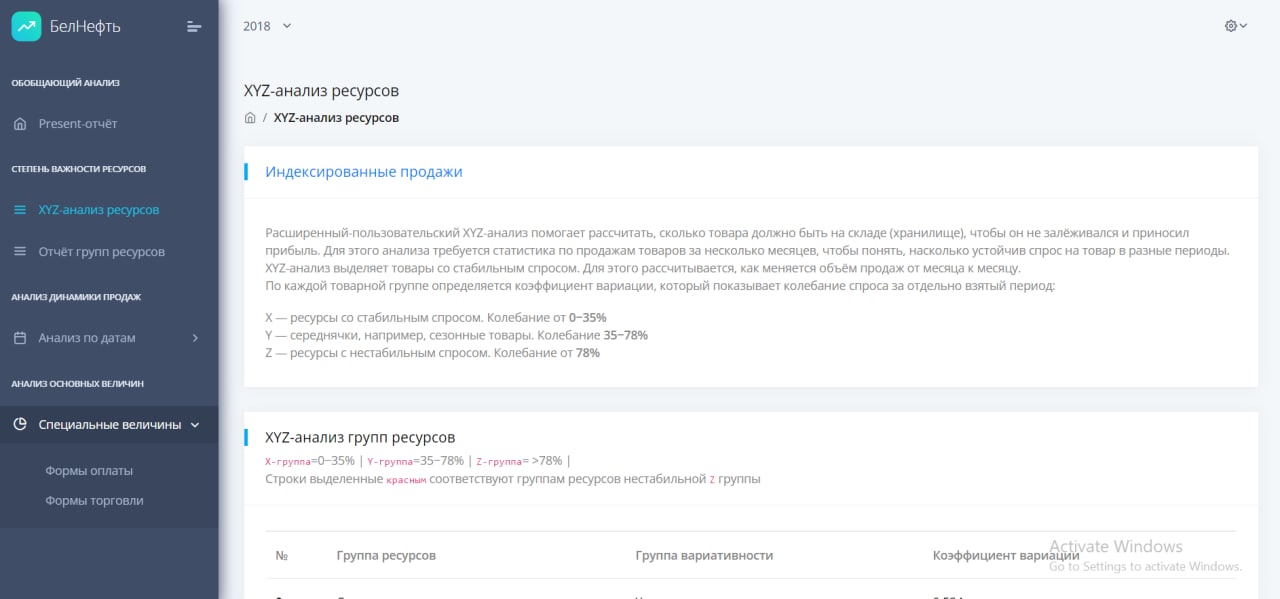 БелНефть
2018
ОБОБЩАЮЩИЙ АНАЛИЗ
Present-отчёт
СТЕПЕНЬ ВАЖНОСТИ РЕСУРСОВ
XYZ-анализ ресурсов
Отчёт групп ресурсов
АНАЛИЗ ДИНАМИКИ ПРОДАЖ
Анализ по датам
АНАЛИЗ ОСНОВНЫХ ВЕЛИЧИН
Специальные величины
Формы оплаты
Формы торговли
XYZ-анализ ресурсов
/ XYZ-анализ ресурсов
Индексированные продажи
Расширенный-пользовательский XYZ-анализ помогает рассчитать, сколько товара должно быть на складе (хранилище), чтобы он не залёживался и приносил
прибыль. Для этого анализа требуется статистика по продажам товаров за несколько месяцев, чтобы понять, насколько устойчив спрос на товар в разные периоды.
XYZ-анализ выделяет товары со стабильным спросом. Для этого рассчитывается, как меняется объём продаж от месяца к месяцу.
По каждой товарной группе определяется коэффициент вариации, который показывает колебание спроса за отдельно взятый период:
X — ресурсы со стабильным спросом. Колебание от 0–35%
Y — середнячки, например, сезонные товары. Колебание 35–78%
Z — ресурсы с нестабильным спросом. Колебание от 78%
XYZ-анализ групп ресурсов
X-группа=0–35% | Y-группа=35–78% | Z-группа= >78% |
Строки выделенные красным соответствуют группам ресурсов нестабильной Z группы
№ Группа ресурсов Группа вариативности Коэффициент вариации
Activate Windows
Go to Settings to activate Windows.